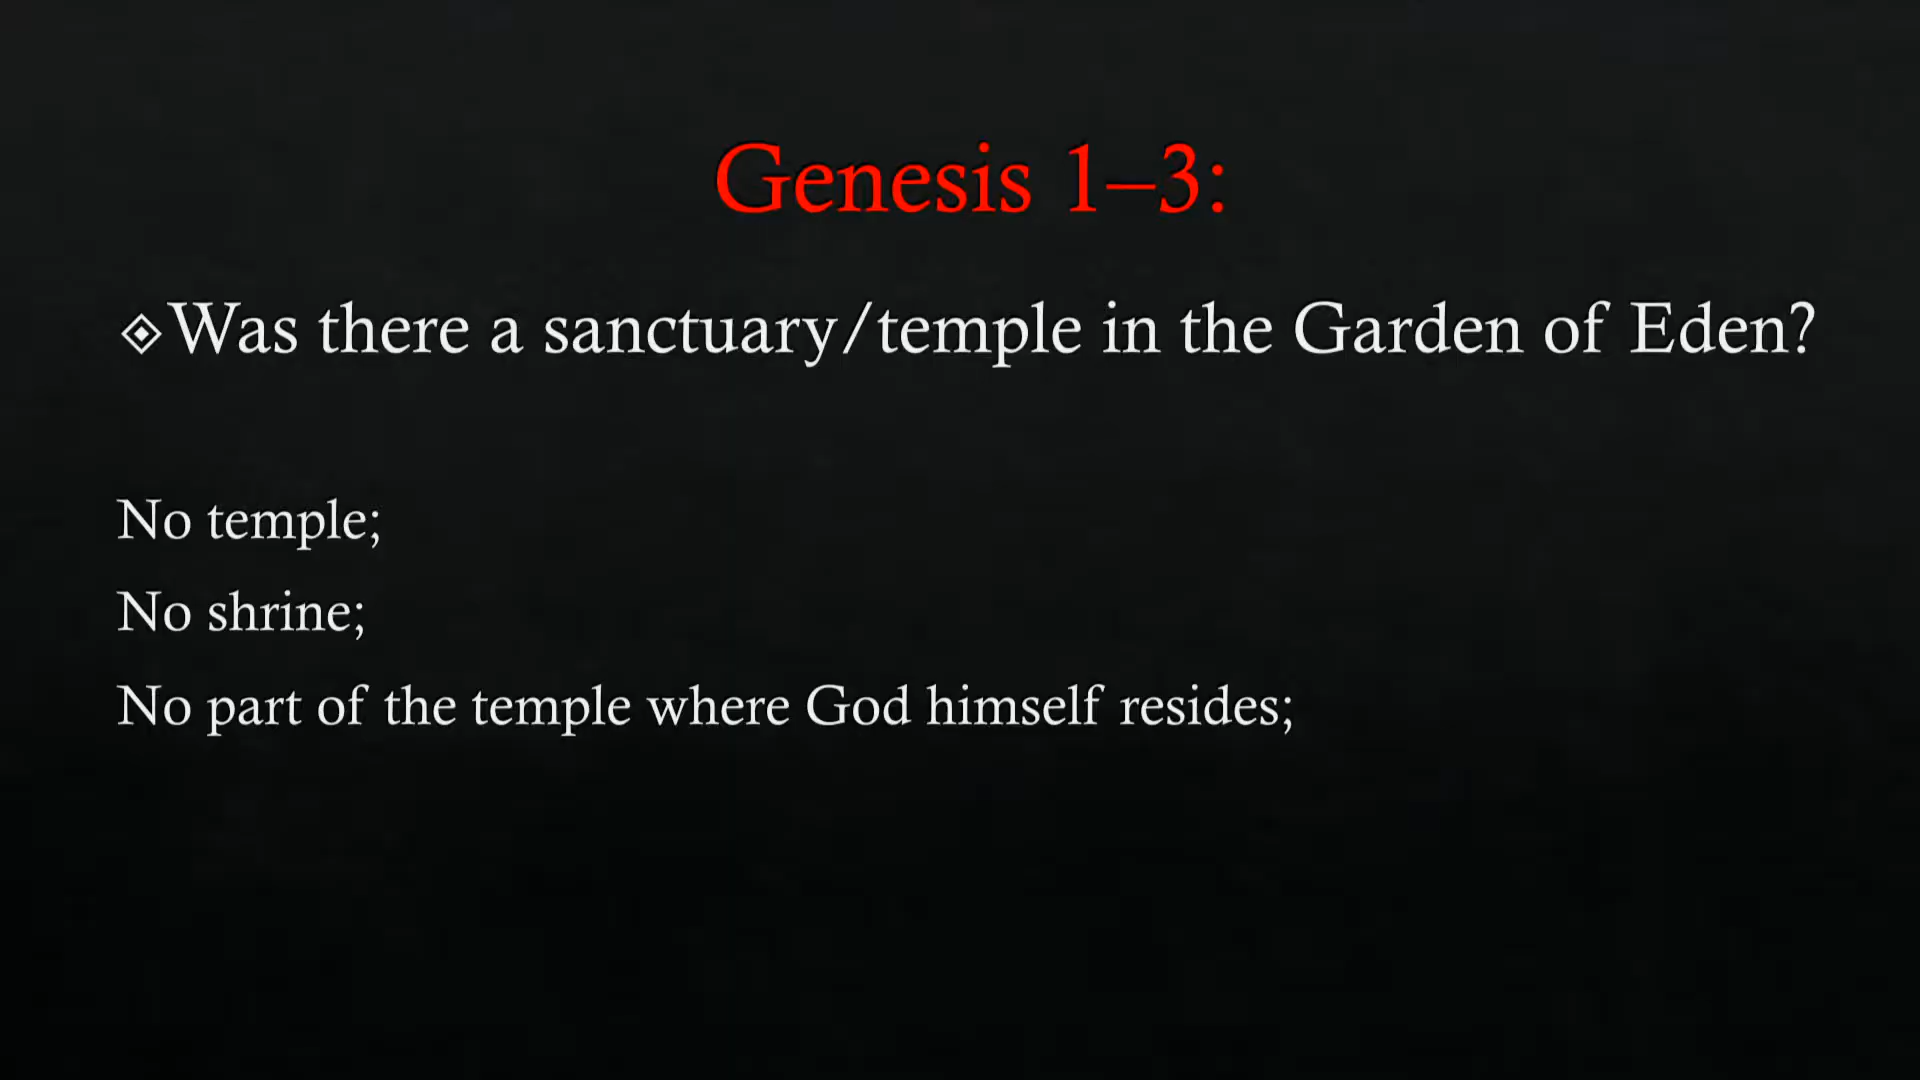 Genesis 1–3:
Was there a sanctuary/temple in the Garden of Eden?
No temple;
No shrine;
No part of the temple where God himself resides;